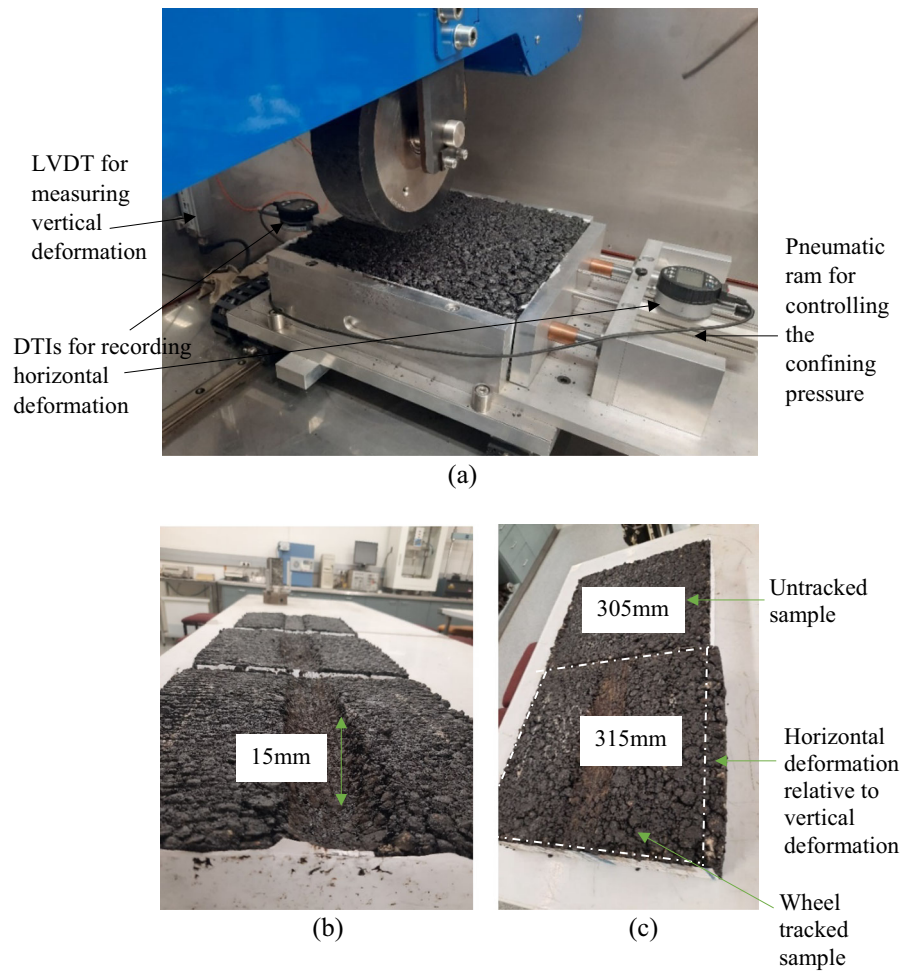 LVDT for
measuring
vertical
deformation
DTIs for recording
horizontal
deformation
Pneumatic
ram for
controlling
the
confining
pressure
(a)
15mm
(b)
305mm
315mm
Untracked
sample
Horizontal
deformation
relative to
vertical
deformation
Wheel
tracked
sample
(c)